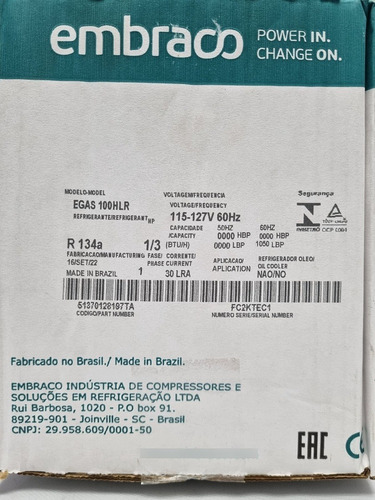 embraco POWER IN.
CHANGE ON.
MODELO-MODEL VOLTAGEM/FREQUENCIA
EGAS 100HLR VOLTAGE/FREQUENCY
REFRIGERANTE/REFRIGERANT HP 115-127V 60Hz
CAPACIDADE 50HZ 60HZ
/CAPACITY 0000 HBP 0000 HBP
R 134a 1/3 (BTU/H) 0000 LBP 1050 LBP
FABRICACAO/MANUFACTURING FASE/ CORRENTE/ APLICACAO/ REFRIGERADOR OLEO/
16/SET/22 PHASE CURRENT APPLICATION OIL COOLER
MADE IN BRAZIL 1 30 LRA NAO/NO
Segurança
INMETRO OCP 0004
51370128197TA FC2KTEC1
CODIGO/PART NUMBER NUMERO SERIE/SERIAL NUMBER
Fabricado no Brasil./ Made in Brazil.
EMBRACO INDÚSTRIA DE COMPRESSORES E
SOLUÇÕES EM REFRIGERAÇÃO LTDA
Rui Barbosa, 1020 - P.O box 91.
89219-901 - Joinville - SC - Brasil
CNPJ: 29.958.609/0001-50
EAC